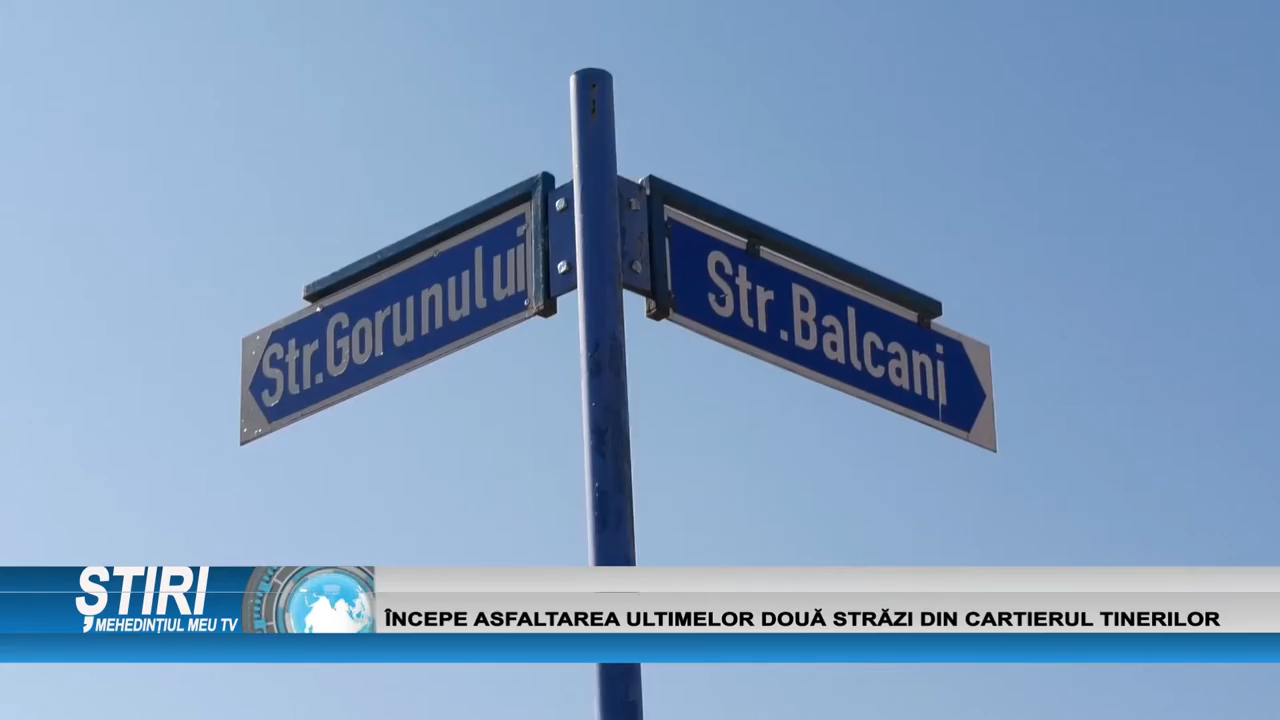 Str.Gorunului
Str.Balcani
ȘTIRI
MEHEDINȚIUL MEU TV
ÎNCEPE ASFALTAREA ULTIMELOR DOUĂ STRĂZI DIN CARTIERUL TINERILOR